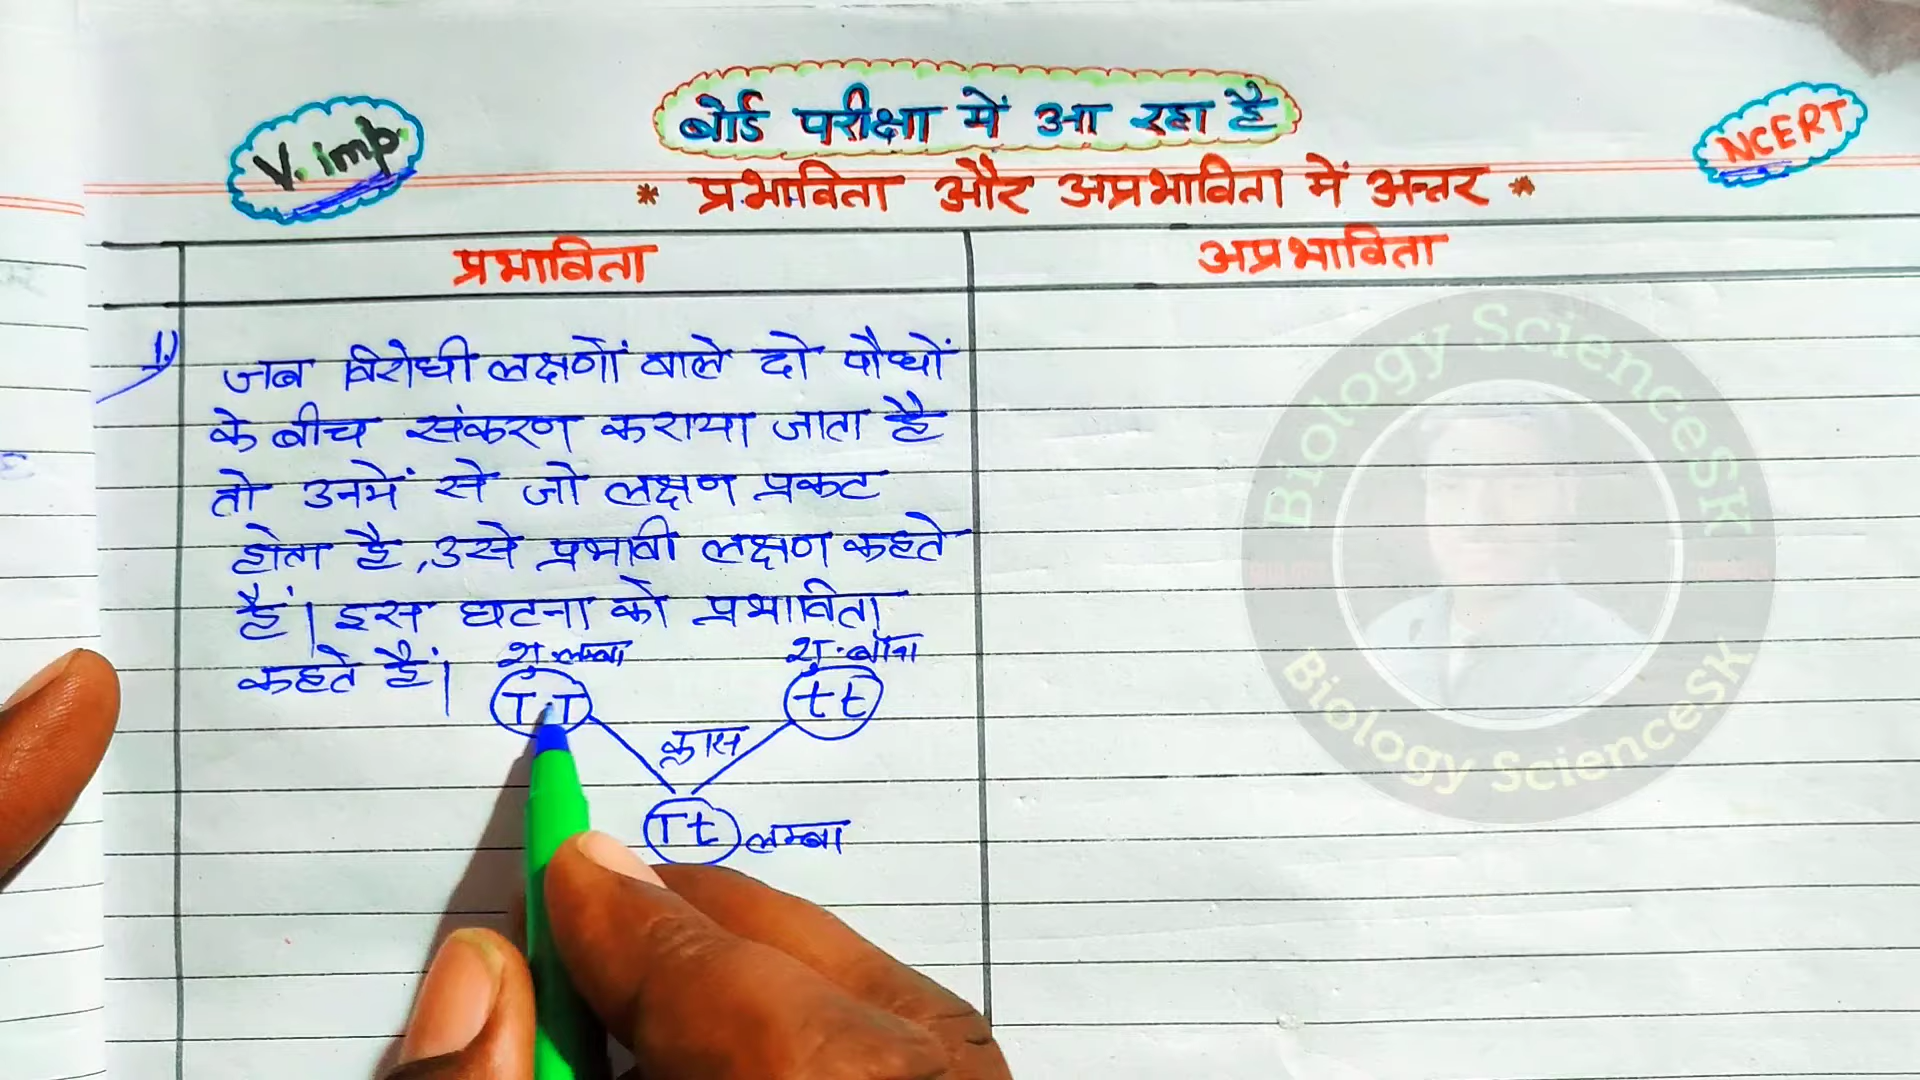 बोर्ड परीक्षा में आ रहा है
V. imp.
NCERT
* प्रभाविता और अप्रभाविता में अन्तर *
प्रभाविता
अप्रभाविता
1.)
जब विरोधी लक्षणों वाले दो पौधों
के बीच संकरण कराया जाता है
तो उनमें से जो लक्षण प्रकट
होता है, उसे प्रभावी लक्षण कहते
हैं। इस घटना को प्रभाविता
कहते हैं।
शु. लम्बा
शु. बौना
TT
tt
क्रास
Tt लम्बा
Biology ScienceSK
Biology ScienceSK